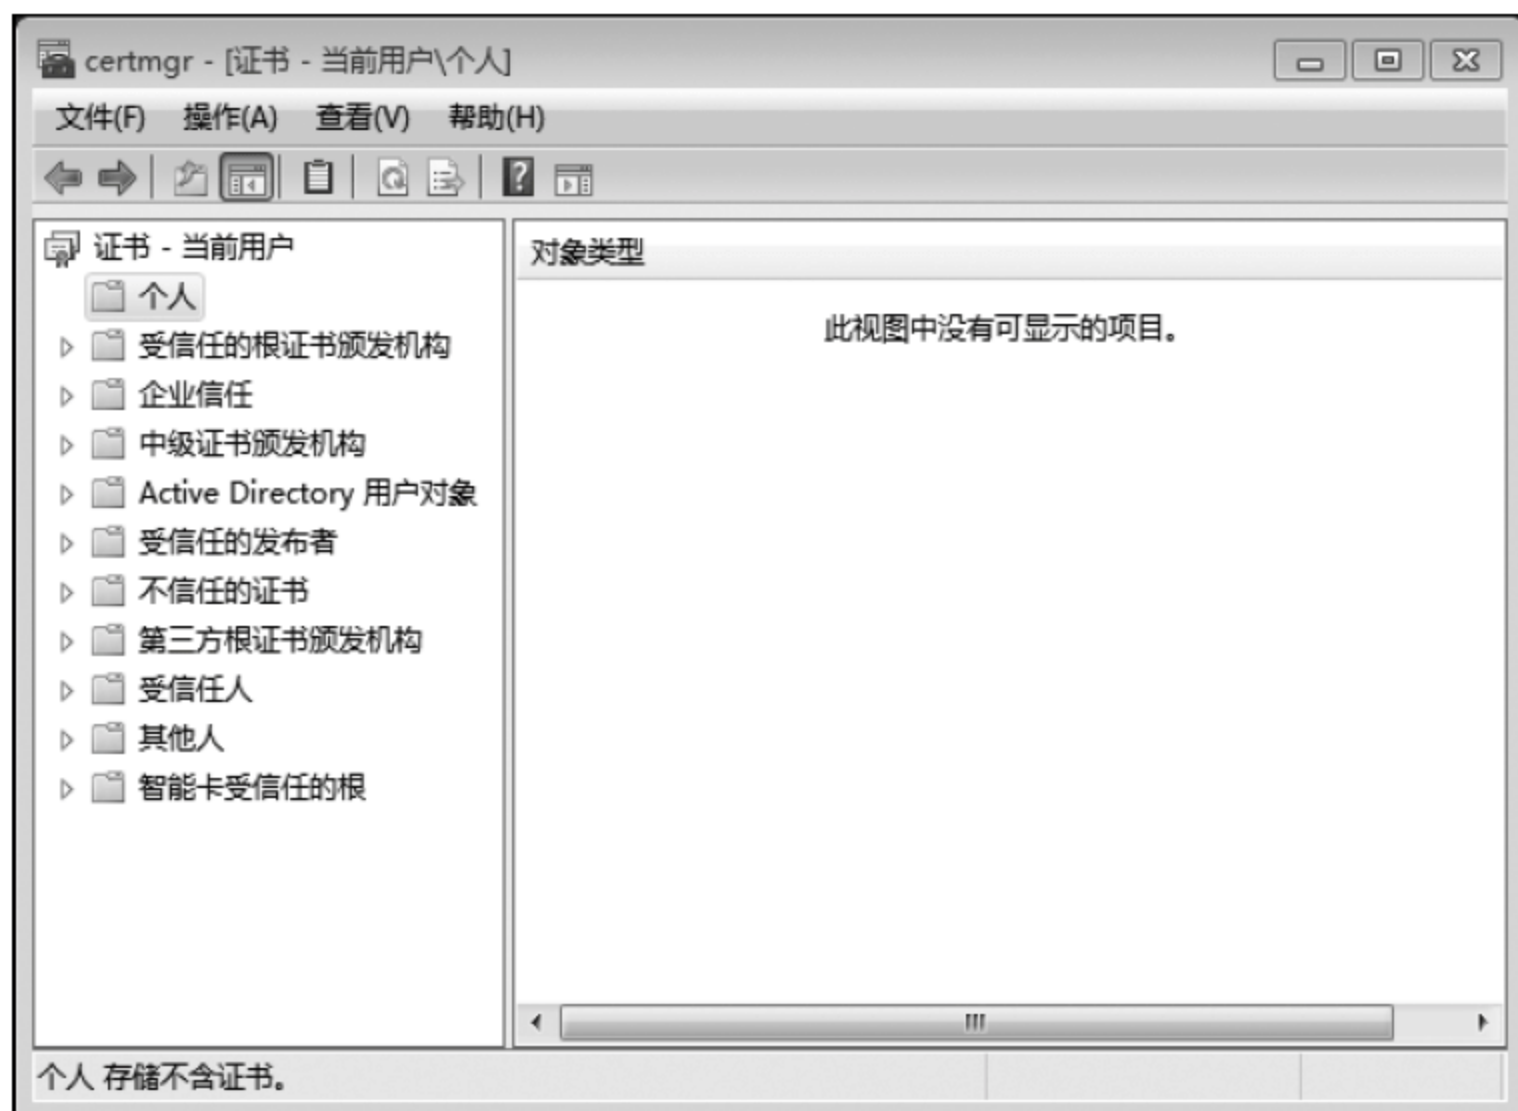 certmgr - [证书 - 当前用户\个人]
文件(F) 操作(A) 查看(V) 帮助(H)
证书 - 当前用户
个人
受信任的根证书颁发机构
企业信任
中级证书颁发机构
Active Directory 用户对象
受信任的发布者
不信任的证书
第三方根证书颁发机构
受信任人
其他人
智能卡受信任的根
对象类型
此视图中没有可显示的项目。
个人 存储不含证书。